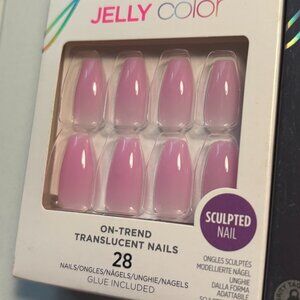 JELLY COLOR
ON-TREND
TRANSLUCENT NAILS
28
NAILS/ONGLES/NÄGELS/UNGHIE/NAGELS
GLUE INCLUDED
SCULPTED
NAIL
ONGLES SCULPTÉS
MODELLIERTE NÄGEL
UNGHIE
DALLA FORMA
ADATTABILE